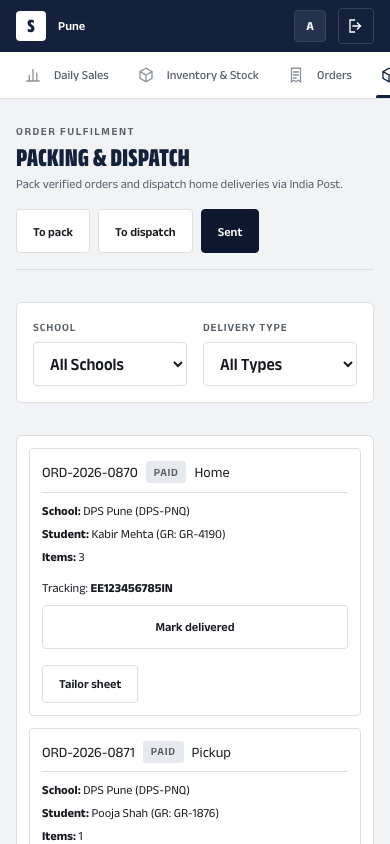 S Pune A
Daily Sales Inventory & Stock Orders
ORDER FULFILMENT
PACKING & DISPATCH
Pack verified orders and dispatch home deliveries via India Post.
To pack To dispatch Sent
SCHOOL DELIVERY TYPE
All Schools All Types
ORD-2026-0870 PAID Home
School: DPS Pune (DPS-PNQ)
Student: Kabir Mehta (GR: GR-4190)
Items: 3
Tracking: EE123456785IN
Mark delivered
Tailor sheet
ORD-2026-0871 PAID Pickup
School: DPS Pune (DPS-PNQ)
Student: Pooja Shah (GR: GR-1876)
Items: 1